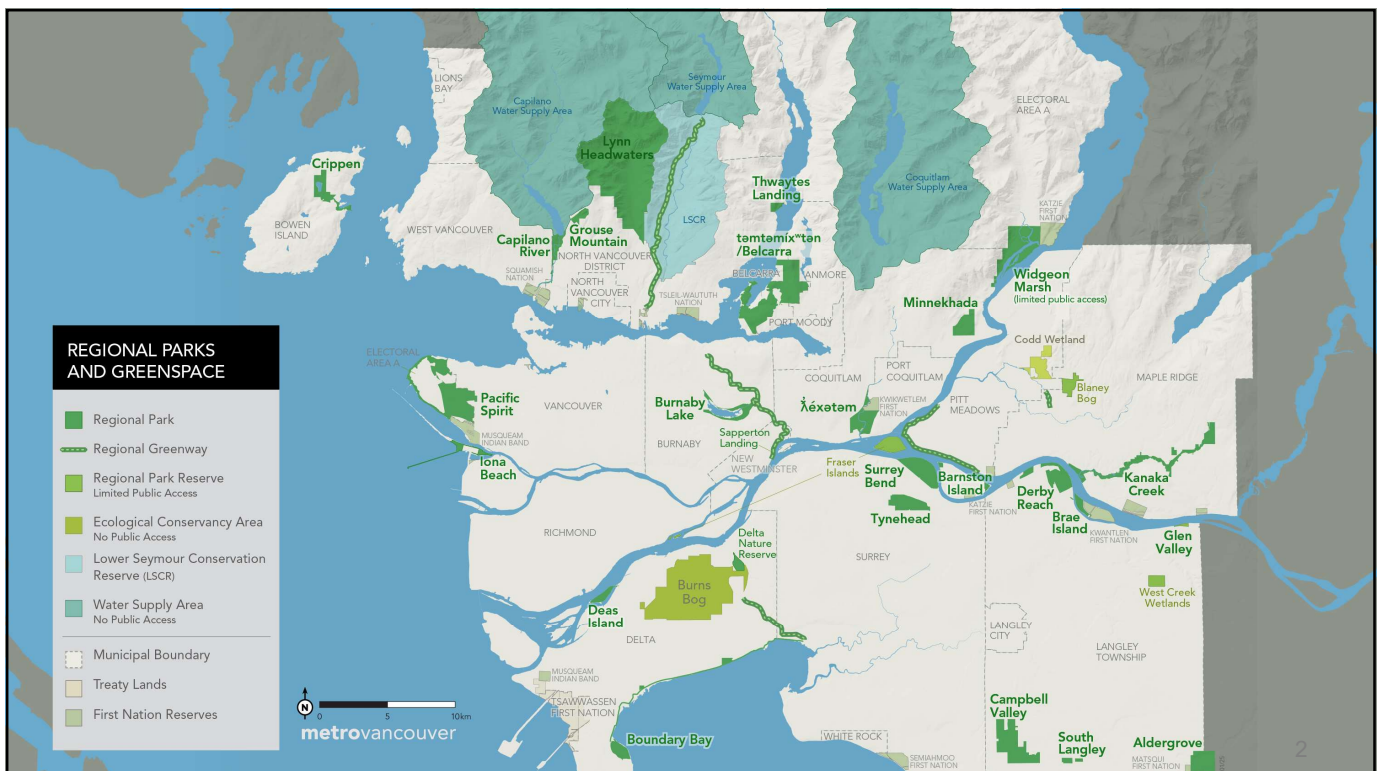 LIONS
BAY
Capilano
Water Supply Area
Seymour
Water Supply Area
ELECTORAL
AREA A
Lynn
Headwaters
Crippen
Thwaytes
Landing
Coquitlam
Water Supply Area
KATZIE
FIRST
NATION
BOWEN
ISLAND
WEST VANCOUVER
Capilano
River
Grouse
Mountain
LSCR
təmtəmíxʷtən
/Belcarra
NORTH VANCOUVER
DISTRICT
SQUAMISH
NATION
NORTH
VANCOUVER
CITY
TSLEIL-WAUTUTH
NATION
BELCARRA
ANMORE
PORT MOODY
Widgeon
Marsh
(limited public access)
Minnekhada
REGIONAL PARKS
AND GREENSPACE
Regional Park
Regional Greenway
Regional Park Reserve
Limited Public Access
Ecological Conservancy Area
No Public Access
Lower Seymour Conservation
Reserve (LSCR)
Water Supply Area
No Public Access
Municipal Boundary
Treaty Lands
First Nation Reserves
ELECTORAL
AREA A
Codd Wetland
Blaney
Bog
MAPLE RIDGE
COQUITLAM
PORT
COQUITLAM
PITT
MEADOWS
Pacific
Spirit
VANCOUVER
Burnaby
Lake
ƛ̓éxətəm
KWIKWETLEM
FIRST
NATION
MUSQUEAM
INDIAN BAND
Iona
Beach
BURNABY
Sapperton
Landing
NEW
WESTMINSTER
Fraser
Islands
Surrey
Bend
Barnston
Island
KATZIE
FIRST NATION
Derby
Reach
Kanaka
Creek
Tynehead
Brae
Island
KWANTLEN
FIRST NATION
Glen
Valley
RICHMOND
Delta
Nature
Reserve
SURREY
Burns
Bog
West Creek
Wetlands
Deas
Island
DELTA
LANGLEY
CITY
LANGLEY
TOWNSHIP
MUSQUEAM
INDIAN BAND
TSAWWASSEN
FIRST NATION
N
0 5 10km
metrovancouver
Boundary Bay
WHITE ROCK
SEMIAHMOO
FIRST NATION
Campbell
Valley
South
Langley
Aldergrove
MATSQUI
FIRST NATION
2